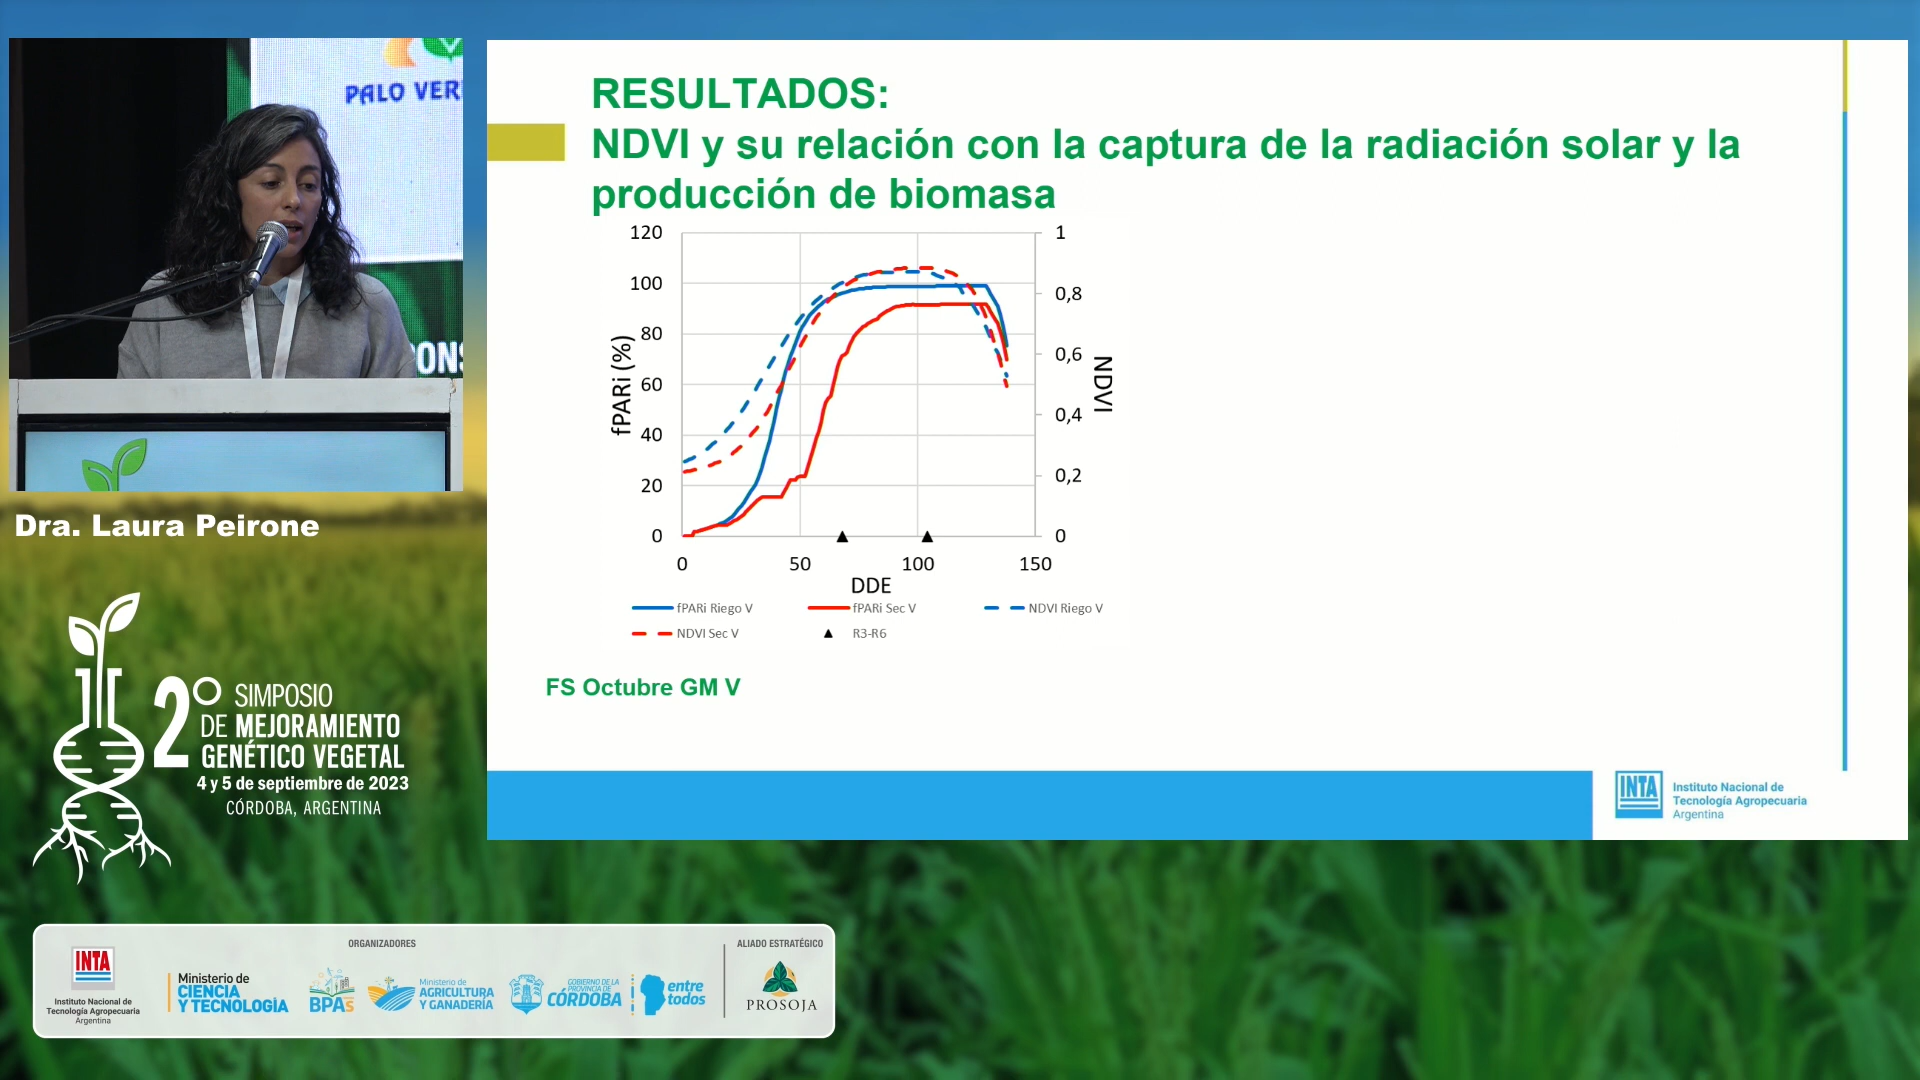 PALO VER
CONS
Dra. Laura Peirone
2° SIMPOSIO
DE MEJORAMIENTO
GENÉTICO VEGETAL
4 y 5 de septiembre de 2023
CÓRDOBA, ARGENTINA
RESULTADOS:
NDVI y su relación con la captura de la radiación solar y la
producción de biomasa
120
100
80
60
40
20
0
fPARi (%)
1
0,8
0,6
0,4
0,2
0
NDVI
0 50 100 150
DDE
fPARi Riego V fPARi Sec V NDVI Riego V
NDVI Sec V R3-R6
FS Octubre GM V
INTA
Instituto Nacional de
Tecnología Agropecuaria
Argentina
ORGANIZADORES
INTA
Instituto Nacional de
Tecnología Agropecuaria
Argentina
Ministerio de
CIENCIA
Y TECNOLOGÍA
BPAs
Ministerio de
AGRICULTURA
Y GANADERÍA
GOBIERNO DE LA
PROVINCIA DE
CÓRDOBA
entre
todos
ALIADO ESTRATÉGICO
PROSOJA